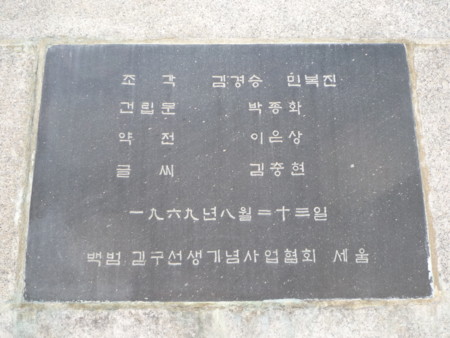 조 각 김경승 민복진
건립문 박종화
약 전 이은상
글 씨 김충현
一九六九년八월二十三일
백범 김구선생기념사업협회 세움